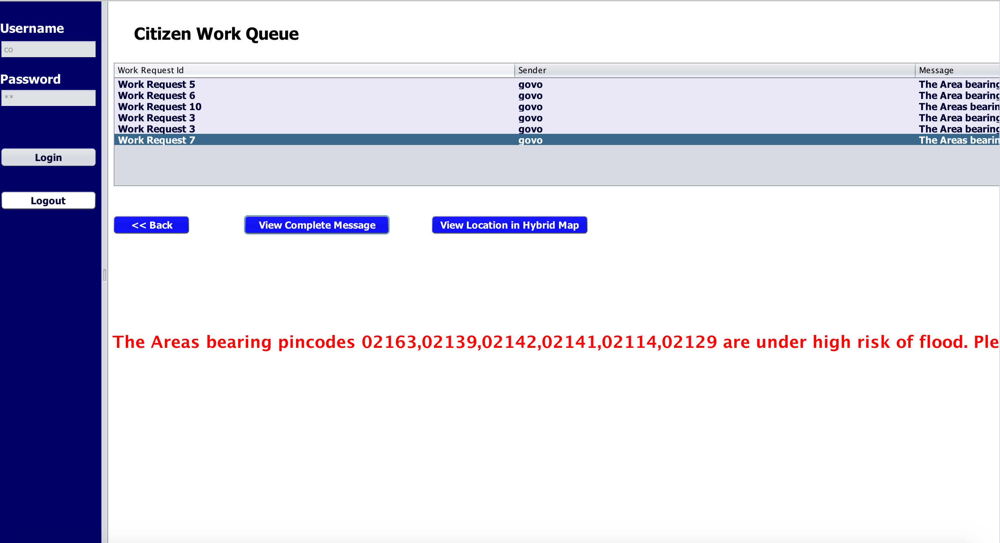 Username
co
Password
**
Login
Logout
Citizen Work Queue
Work Request Id Sender Message
Work Request 5 govo The Area bearing
Work Request 6 govo The Area bearing
Work Request 10 govo The Areas bearin
Work Request 3 govo The Area bearing
Work Request 3 govo The Area bearing
Work Request 7 govo The Areas bearin
<< Back View Complete Message View Location in Hybrid Map
The Areas bearing pincodes 02163,02139,02142,02141,02114,02129 are under high risk of flood. Ple